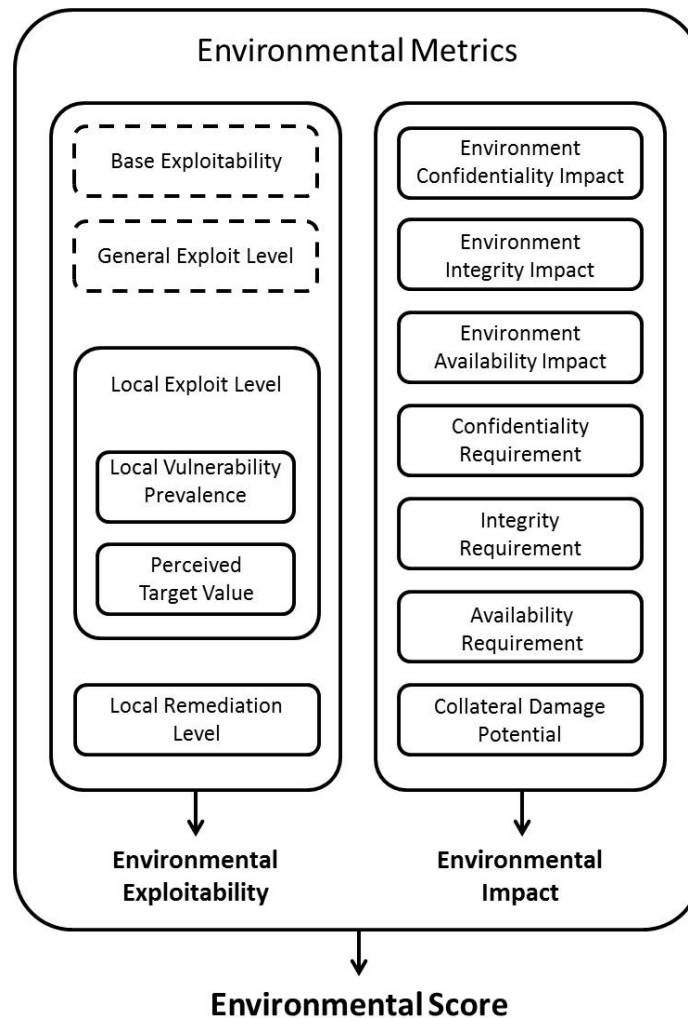 Environmental Metrics
Base Exploitability
General Exploit Level
Local Exploit Level
Local Vulnerability
Prevalence
Perceived
Target Value
Local Remediation
Level
Environmental
Exploitability
Environment
Confidentiality Impact
Environment
Integrity Impact
Environment
Availability Impact
Confidentiality
Requirement
Integrity
Requirement
Availability
Requirement
Collateral Damage
Potential
Environmental
Impact
Environmental Score